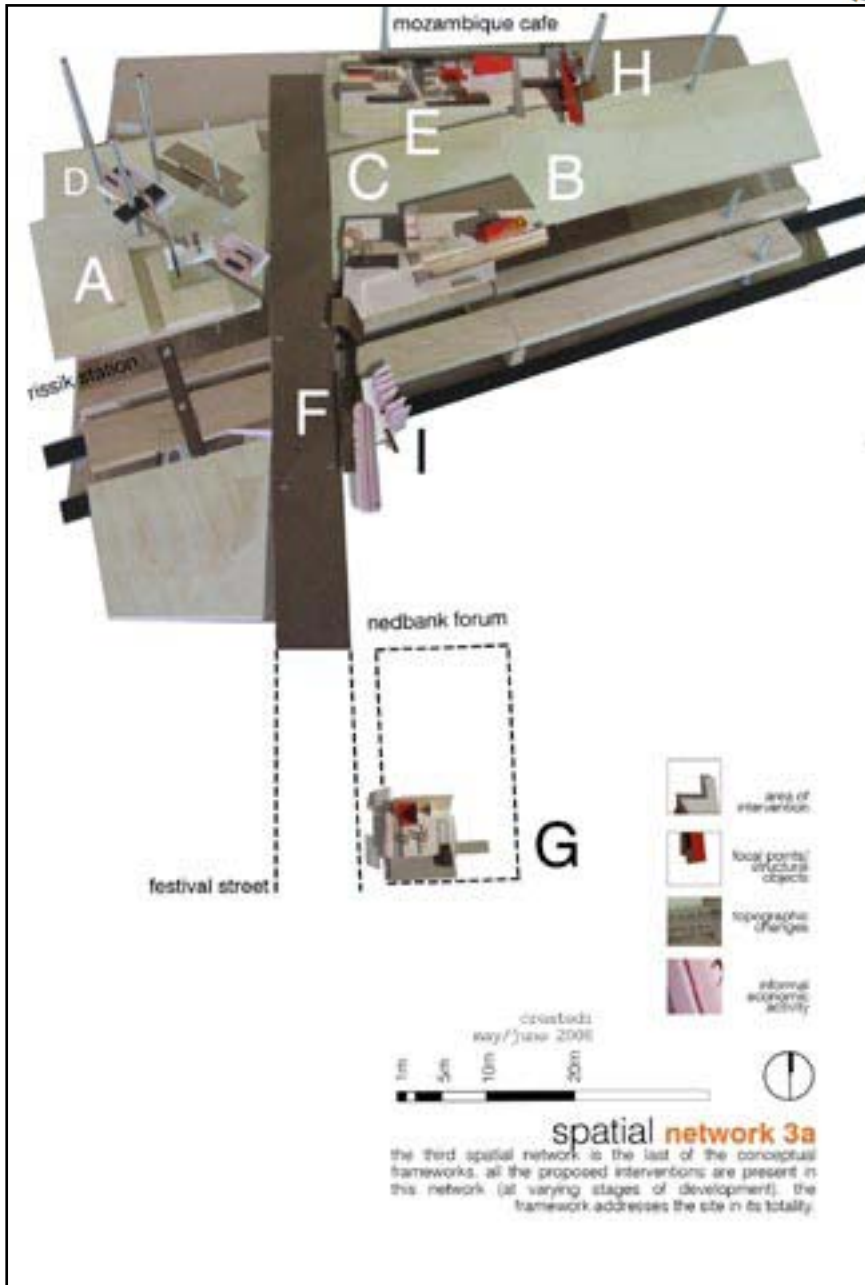 mozambique cafe
H
E
D
C
B
A
rissik station
F
I
nedbank forum
G
festival street
area of
intervention
focal points/
structural
objects
topographic
changes
informal
economic
activity
created:
may/june 2006
1m
5m
10m
20m
spatial network 3a
the third spatial network is the last of the conceptual
frameworks. all the proposed interventions are present in
this network (at varying stages of development). the
framework addresses the site in its totality.